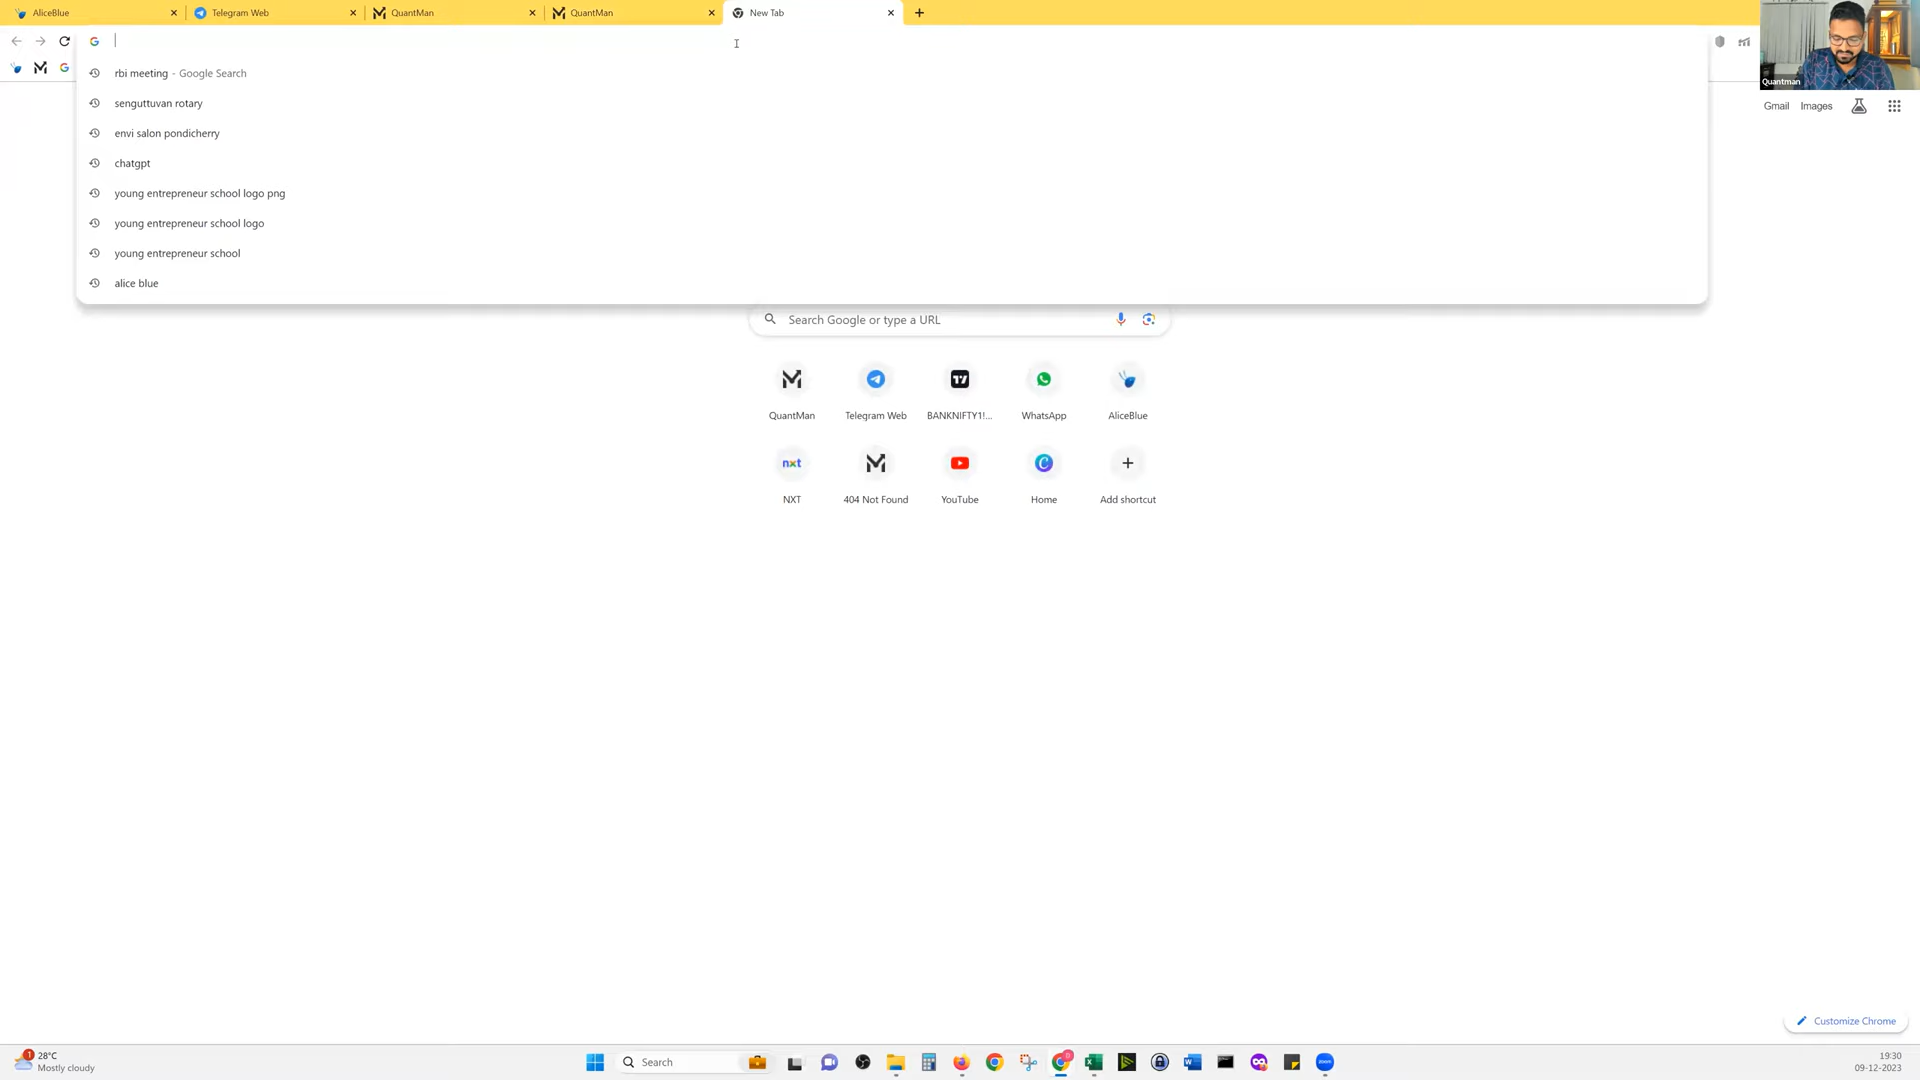 AliceBlue
Telegram Web
QuantMan
QuantMan
New Tab
rbi meeting - Google Search
senguttuvan rotary
envi salon pondicherry
chatgpt
young entrepreneur school logo png
young entrepreneur school logo
young entrepreneur school
alice blue
Quantman
Gmail Images
Search Google or type a URL
QuantMan
Telegram Web
BANKNIFTY1!...
WhatsApp
AliceBlue
nxt
NXT
404 Not Found
YouTube
Home
Add shortcut
Customize Chrome
1
28°C
Mostly cloudy
Search
zoom
19:30
09-12-2023